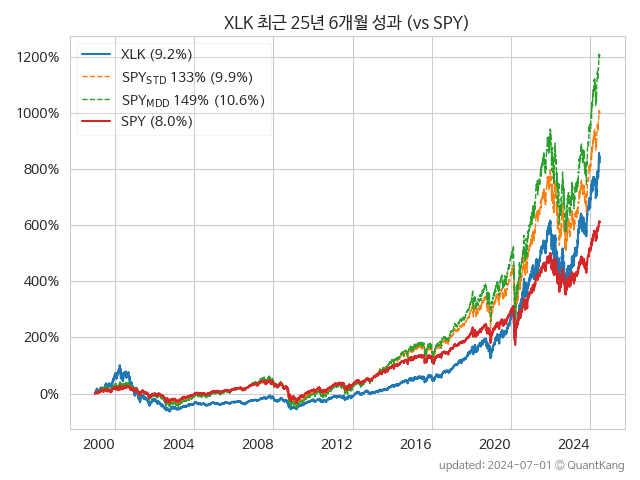 XLK 최근 25년 6개월 성과 (vs SPY)
XLK (9.2%)
SPY_STD 133% (9.9%)
SPY_MDD 149% (10.6%)
SPY (8.0%)
1200%
1000%
800%
600%
400%
200%
0%
2000 2004 2008 2012 2016 2020 2024
updated: 2024-07-01 © QuantKang